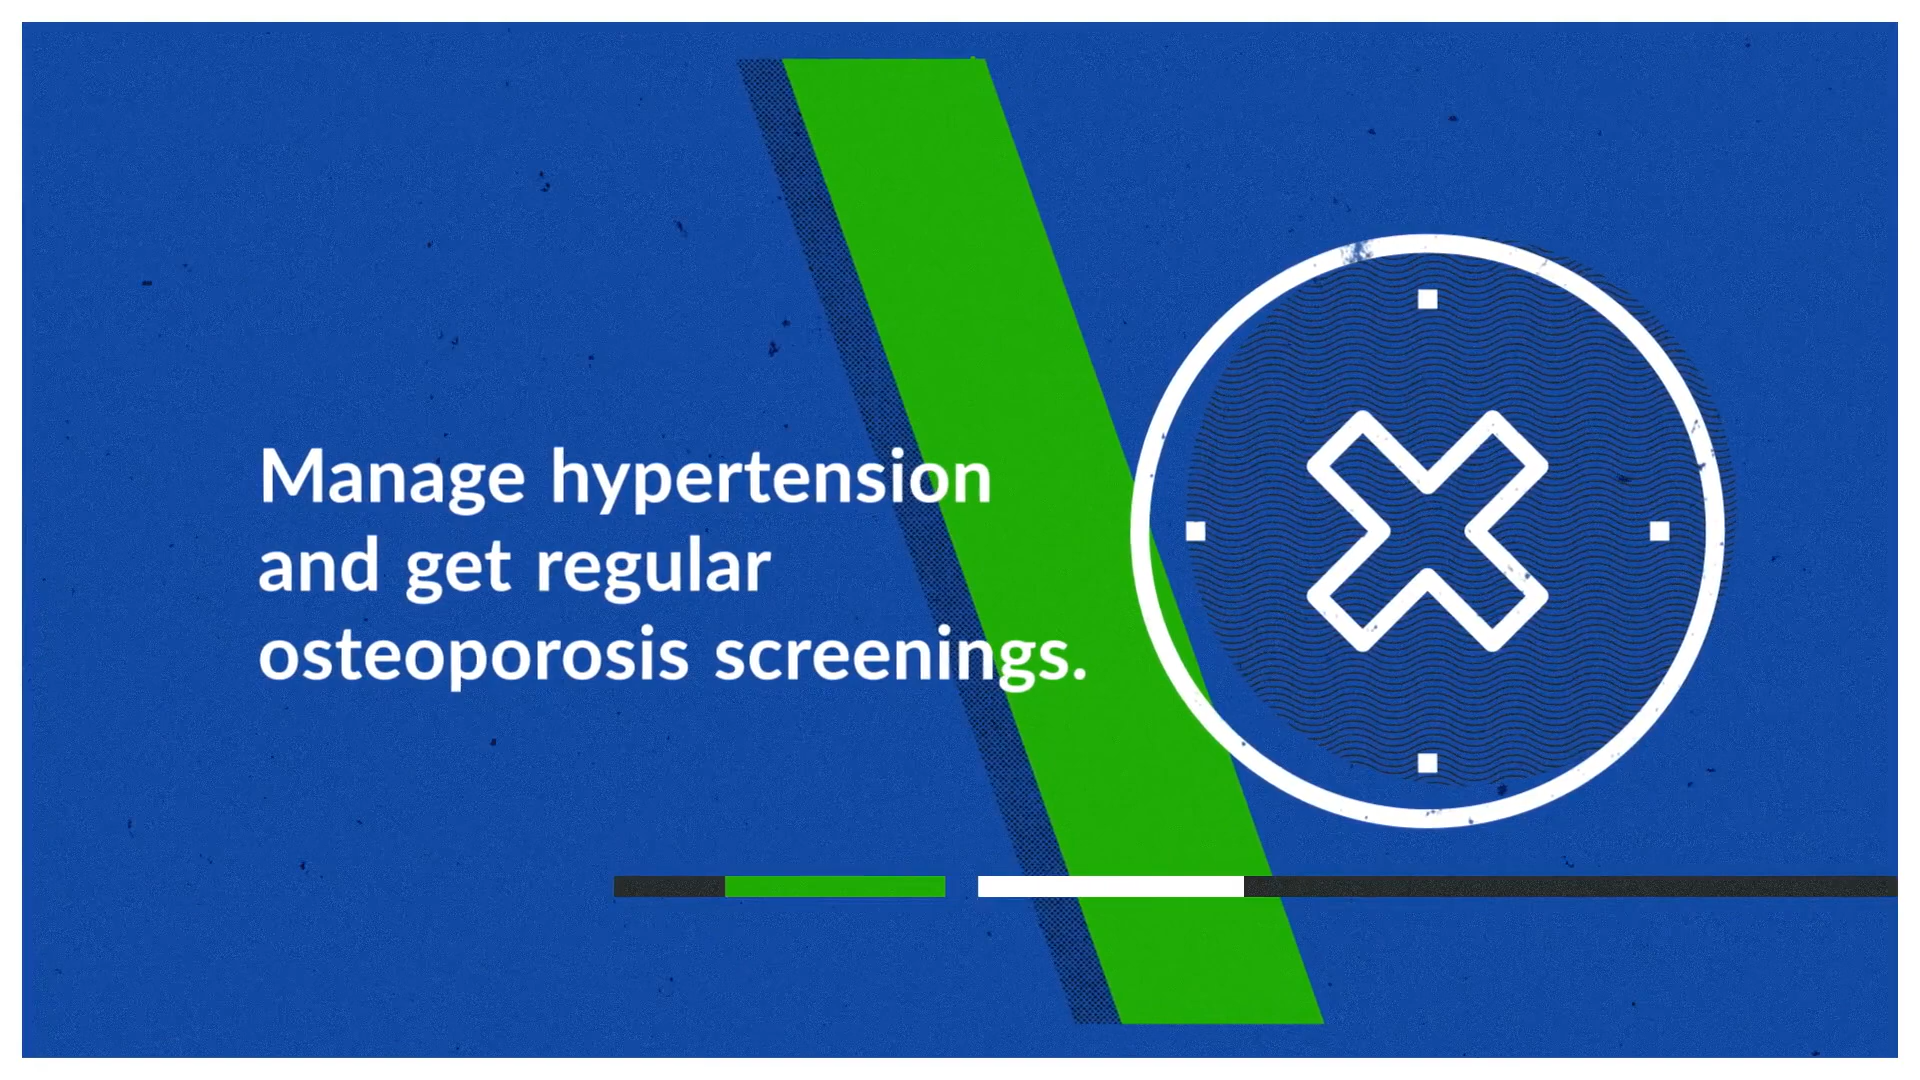 Manage hypertension
and get regular
osteoporosis screenings.